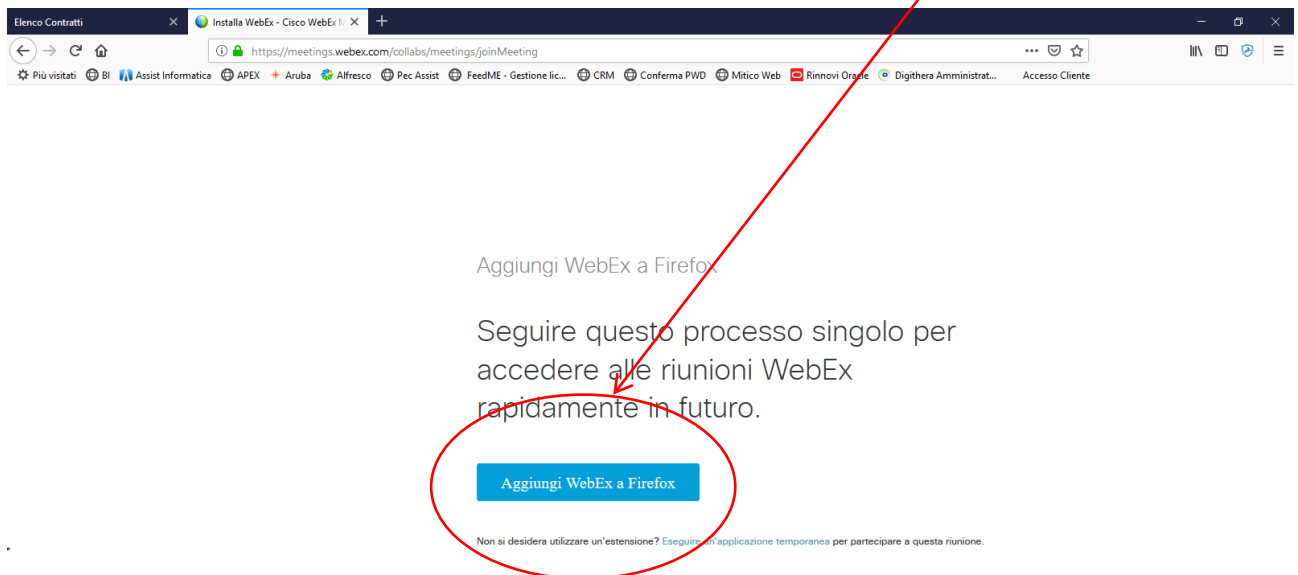 Elenco Contratti
Installa WebEx - Cisco WebEx
https://meetings.webex.com/collabs/meetings/joinMeeting
Più visitati BI Assist Informatica APEX Aruba Alfresco Pec Assist FeedME - Gestione lic... CRM Conferma PWD Mitico Web Rinnovi Oracle Digithera Amministrat... Accesso Cliente
Aggiungi WebEx a Firefox
Seguire questo processo singolo per
accedere alle riunioni WebEx
rapidamente in futuro.
Aggiungi WebEx a Firefox
Non si desidera utilizzare un'estensione? Eseguire un'applicazione temporanea per partecipare a questa riunione.